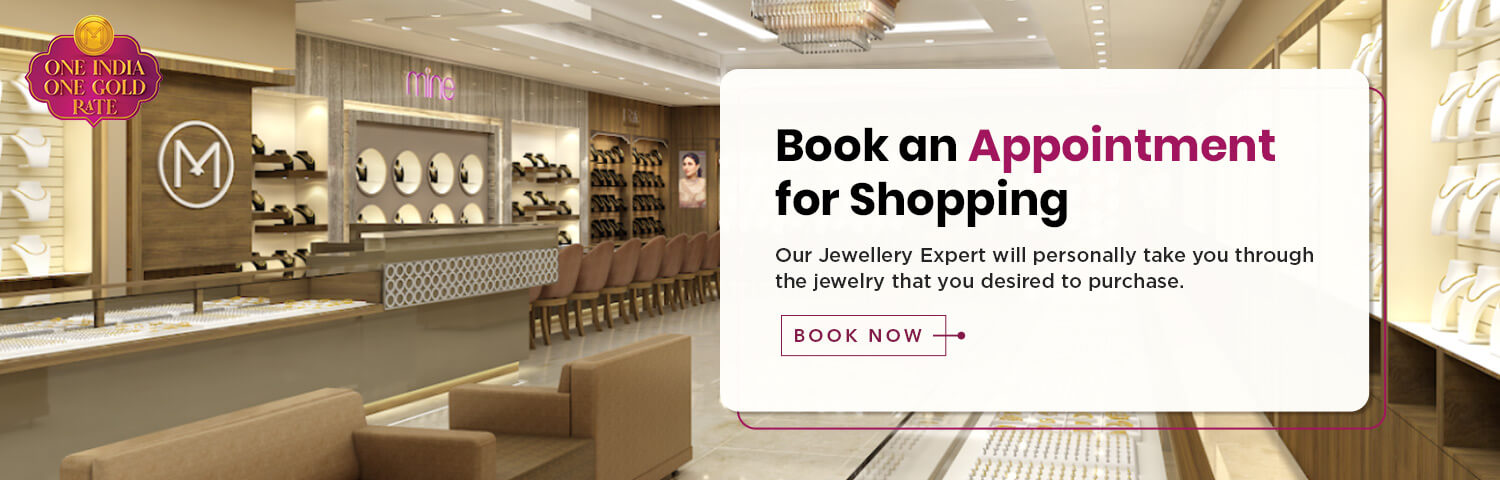 ONE INDIA
ONE GOLD
RATE
M
mine
Book an Appointment
for Shopping
Our Jewellery Expert will personally take you through
the jewelry that you desired to purchase.
BOOK NOW